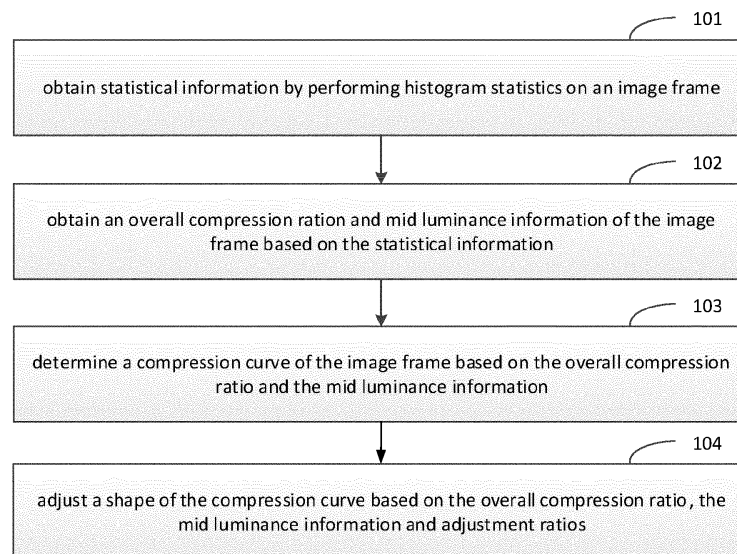 101
obtain statistical information by performing histogram statistics on an image frame
102
obtain an overall compression ration and mid luminance information of the image
frame based on the statistical information
103
determine a compression curve of the image frame based on the overall compression
ratio and the mid luminance information
104
adjust a shape of the compression curve based on the overall compression ratio, the
mid luminance information and adjustment ratios